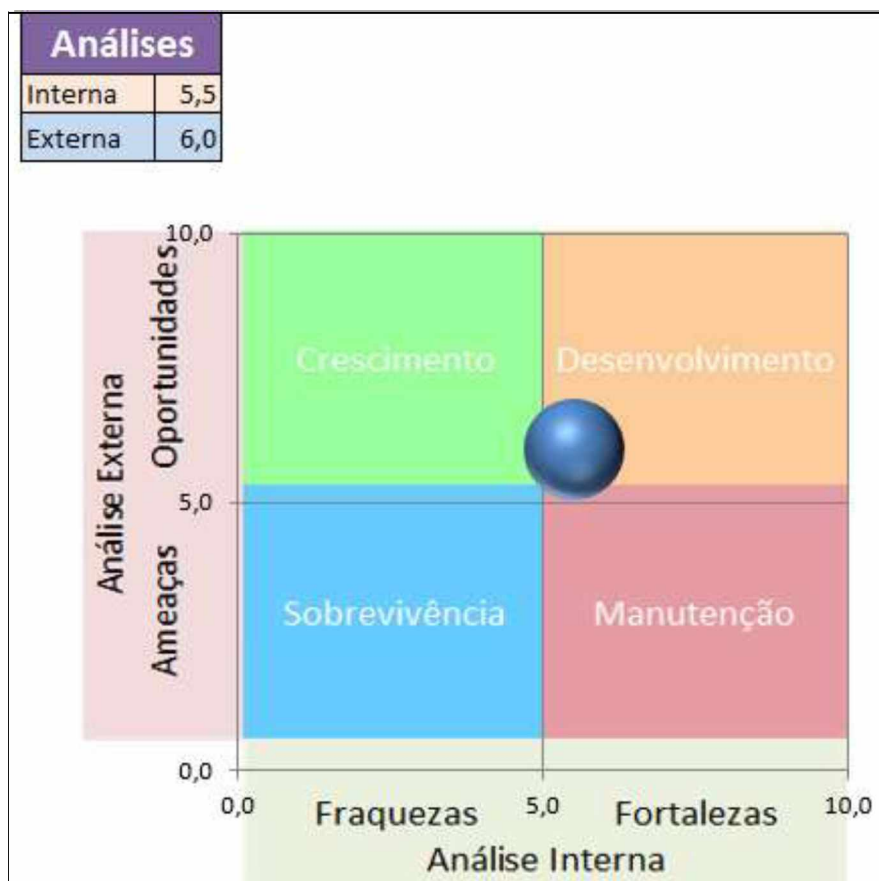 Análises
Interna 5,5
Externa 6,0
10,0
Oportunidades
Crescimento
Desenvolvimento
Análise Externa
5,0
Ameaças
Sobrevivência
Manutenção
0,0
0,0 Fraquezas 5,0 Fortalezas 10,0
Análise Interna